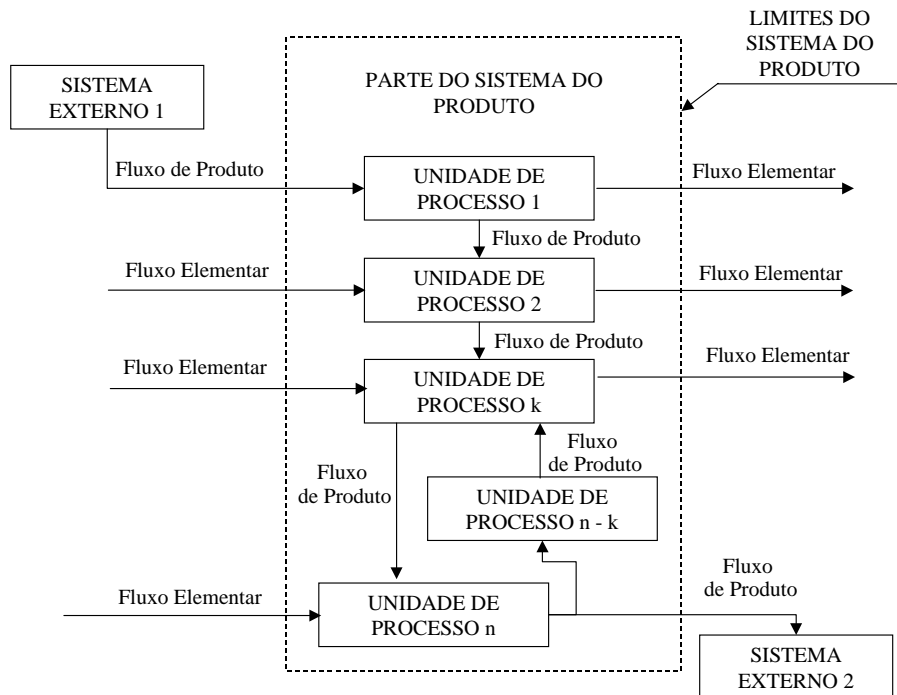 LIMITES DO
SISTEMA DO
PRODUTO
SISTEMA
EXTERNO 1
PARTE DO SISTEMA DO
PRODUTO
Fluxo de Produto
UNIDADE DE
PROCESSO 1
Fluxo Elementar
Fluxo de Produto
Fluxo Elementar
UNIDADE DE
PROCESSO 2
Fluxo Elementar
Fluxo de Produto
Fluxo Elementar
UNIDADE DE
PROCESSO k
Fluxo Elementar
Fluxo
de Produto
Fluxo
de Produto
UNIDADE DE
PROCESSO n - k
Fluxo Elementar
UNIDADE DE
PROCESSO n
Fluxo
de Produto
SISTEMA
EXTERNO 2